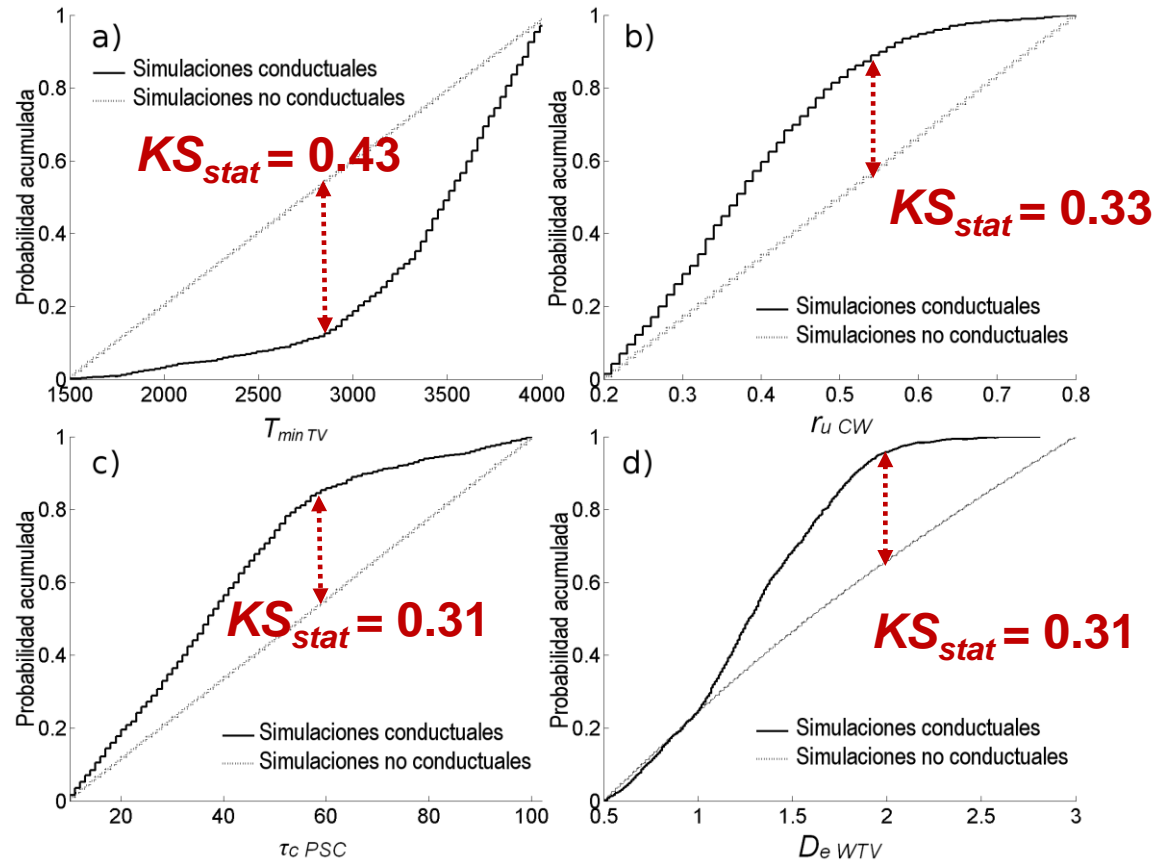 a)
Probabilidad acumulada
1
0.8
0.6
0.4
0.2
0
Simulaciones conductuales
Simulaciones no conductuales
KSstat = 0.43
1500 2000 2500 3000 3500 4000
Tmin TV
b)
Probabilidad acumulada
1
0.8
0.6
0.4
0.2
0
KSstat = 0.33
Simulaciones conductuales
Simulaciones no conductuales
0.2 0.3 0.4 0.5 0.6 0.7 0.8
ru CW
c)
Probabilidad acumulada
1
0.8
0.6
0.4
0.2
0
KSstat = 0.31
Simulaciones conductuales
Simulaciones no conductuales
20 40 60 80 100
τc PSC
d)
Probabilidad acumulada
1
0.8
0.6
0.4
0.2
0
KSstat = 0.31
Simulaciones conductuales
Simulaciones no conductuales
0.5 1 1.5 2 2.5 3
De WTV